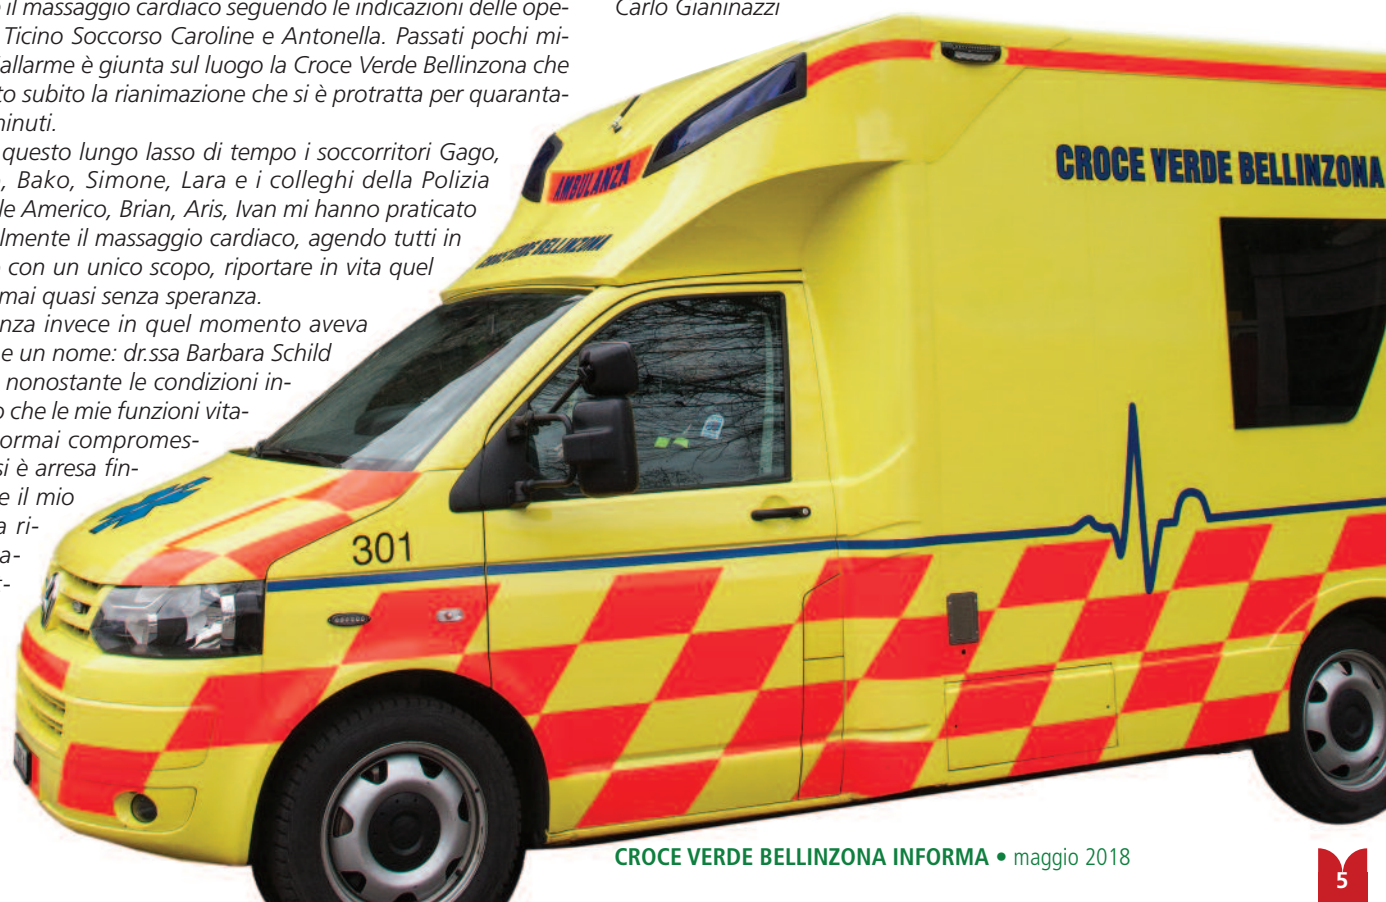 il massaggio cardiaco seguendo le indicazioni delle ope-
Ticino Soccorso Caroline e Antonella. Passati pochi mi-
allarme è giunta sul luogo la Croce Verde Bellinzona che
to subito la rianimazione che si è protratta per quaranta-
minuti.
questo lungo lasso di tempo i soccorritori Gago,
, Bako, Simone, Lara e i colleghi della Polizia
le Americo, Brian, Aris, Ivan mi hanno praticato
lmente il massaggio cardiaco, agendo tutti in
con un unico scopo, riportare in vita quel
mai quasi senza speranza.
nza invece in quel momento aveva
e un nome: dr.ssa Barbara Schild
nonostante le condizioni in-
o che le mie funzioni vita-
ormai compromes-
si è arresa fin-
e il mio
a ri-
a-
Carlo Gianinazzi
AMBULANZA
CROCE VERDE BELLINZONA
CROCE VERDE BELLINZONA
301
CROCE VERDE BELLINZONA INFORMA • maggio 2018
5